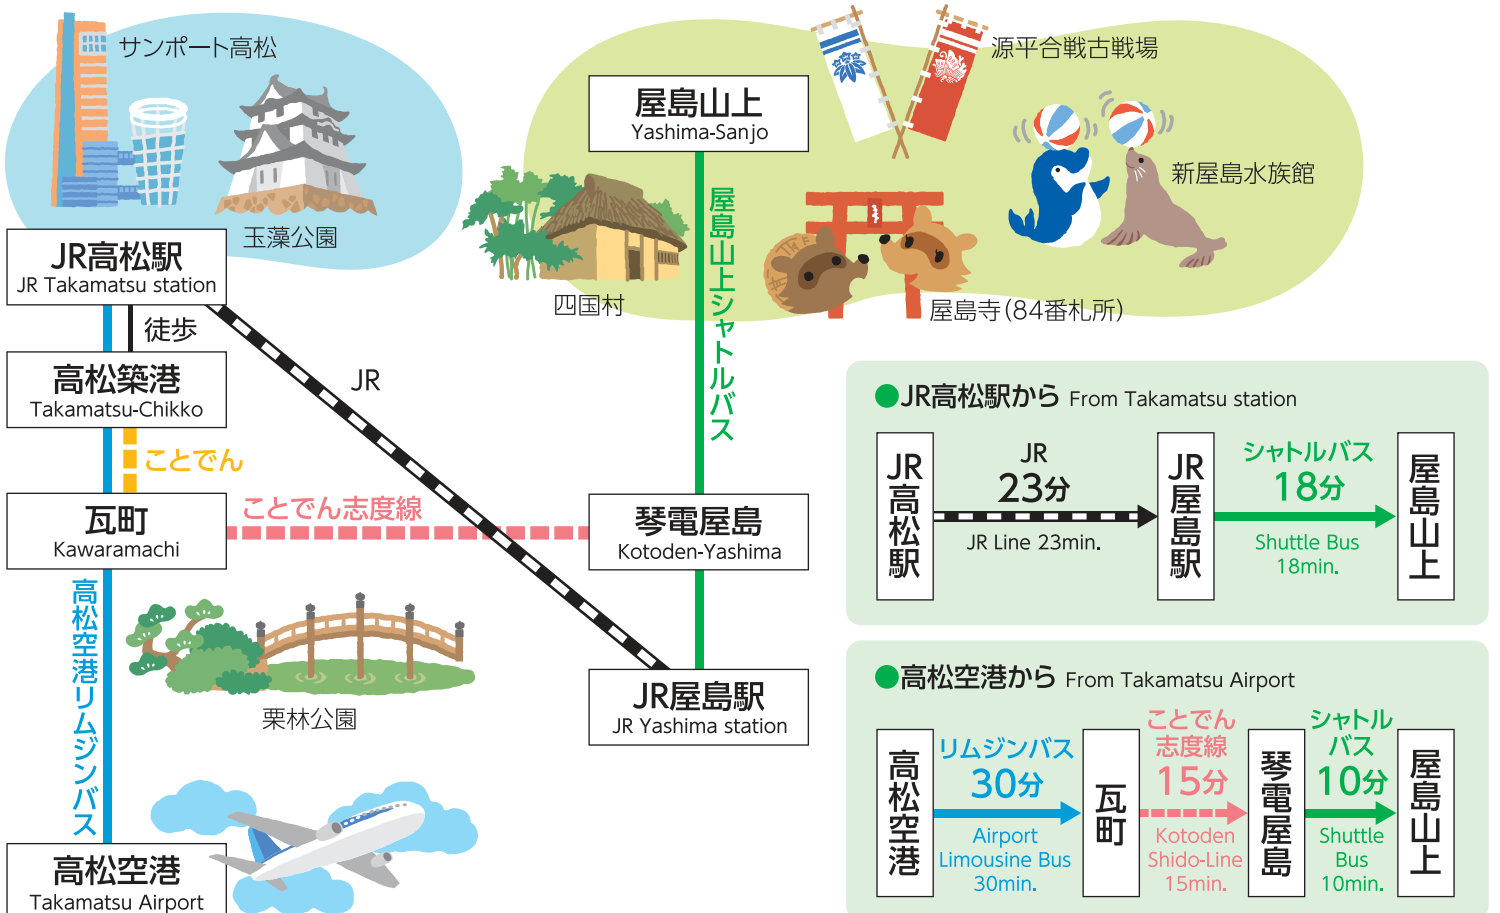 サンポート高松
玉藻公園
源平合戦古戦場
屋島山上
Yashima-Sanjo
新屋島水族館
四国村
屋島寺(84番札所)
屋島山上シャトルバス
JR高松駅
JR Takamatsu station
徒歩
JR
高松築港
Takamatsu-Chikko
ことでん
瓦町
Kawaramachi
ことでん志度線
琴電屋島
Kotoden-Yashima
高松空港リムジンバス
栗林公園
JR屋島駅
JR Yashima station
高松空港
Takamatsu Airport
●JR高松駅から From Takamatsu station
JR高松駅
JR
23分
JR Line 23min.
JR屋島駅
シャトルバス
18分
Shuttle Bus
18min.
屋島山上
●高松空港から From Takamatsu Airport
高松空港
リムジンバス
30分
Airport
Limousine Bus
30min.
瓦町
ことでん
志度線
15分
Kotoden
Shido-Line
15min.
琴電屋島
シャトル
バス
10分
Shuttle
Bus
10min.
屋島山上